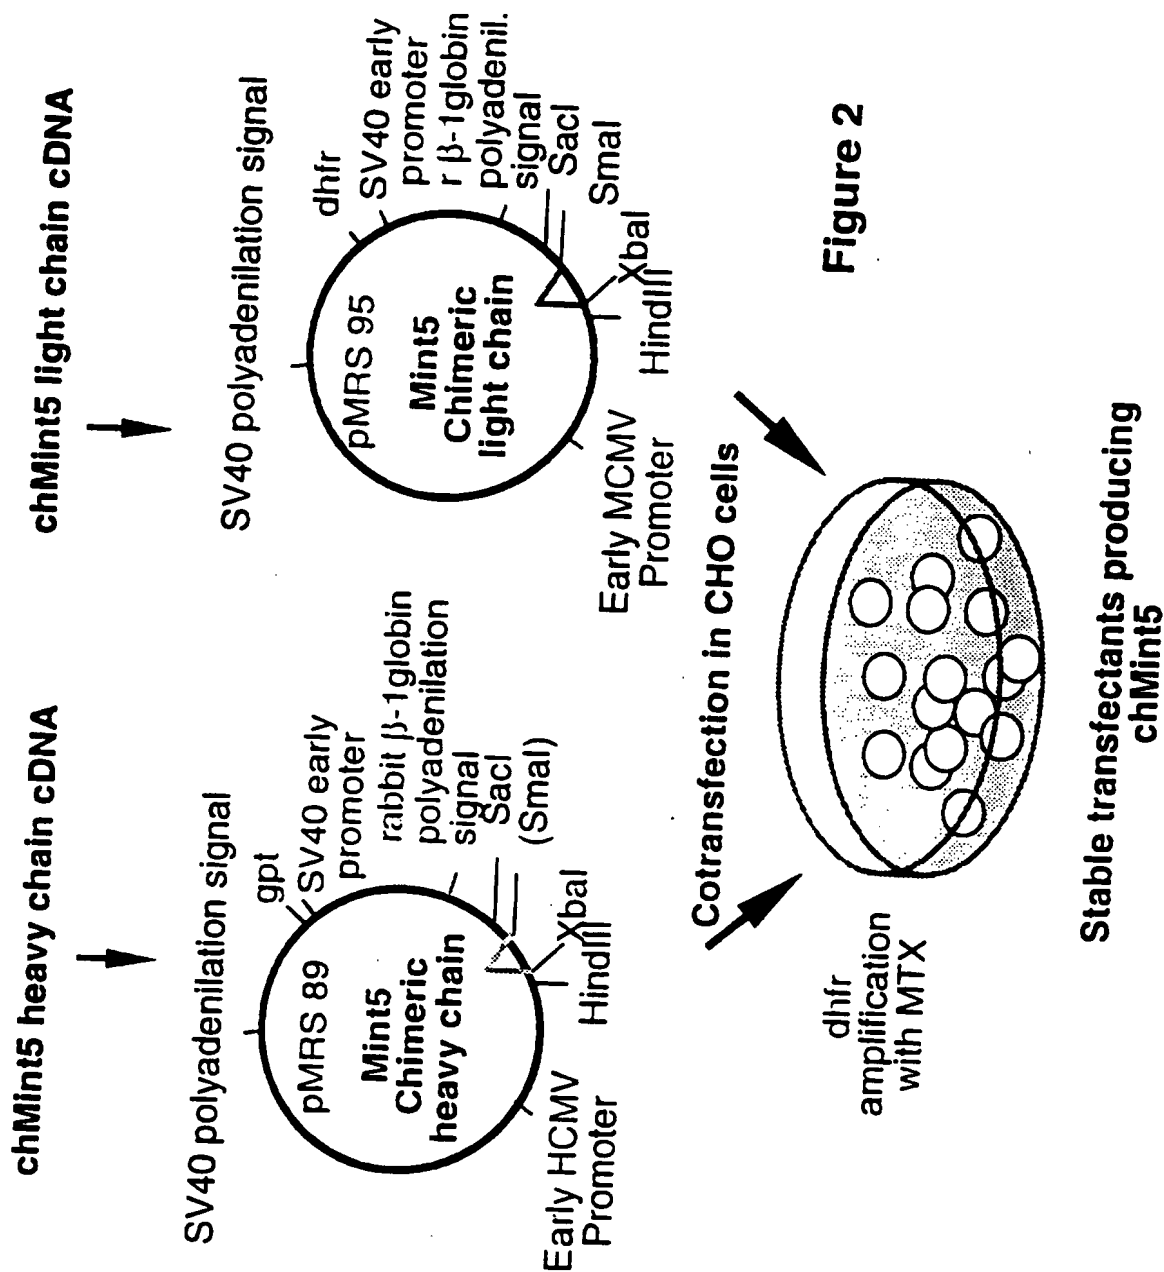 chMint5 heavy chain cDNA
SV40 polyadenilation signal
gpt
SV40 early
promoter
rabbit β-1globin
polyadenilation
signal
SacI
(SmaI)
XbaI
HindIII
Early HCMV
Promoter
pMRS 89
Mint5
Chimeric
heavy chain
chMint5 light chain cDNA
SV40 polyadenilation signal
dhfr
SV40 early
promoter
r β-1globin
polyadenil.
signal
SacI
SmaI
XbaI
HindIII
Early MCMV
Promoter
pMRS 95
Mint5
Chimeric
light chain
Cotransfection in CHO cells
dhfr
amplification
with MTX
Stable transfectants producing
chMint5
Figure 2